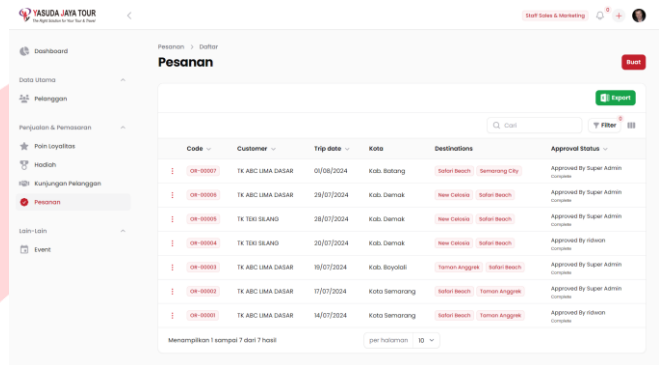 YASUDA JAYA TOUR
The Right Solution for Your Tour & Travel
Staff Sales & Marketing
0
Dashboard
Data Utama
Pelanggan
Penjualan & Pemasaran
Poin Loyalitas
Hadiah
Kunjungan Pelanggan
Pesanan
Lain-Lain
Event
Pesanan > Daftar
Pesanan
Buat
Export
Cari
Filter
0
Code Customer Trip date Kota Destinations Approval Status
OR-00007 TK ABC LIMA DASAR 01/08/2024 Kab. Batang Safari Beach Semarang City Approved By Super Admin
Complete
OR-00006 TK ABC LIMA DASAR 29/07/2024 Kab. Demak New Celosia Safari Beach Approved By Super Admin
Complete
OR-00005 TK TEKI SILANG 28/07/2024 Kab. Demak New Celosia Safari Beach Approved By Super Admin
Complete
OR-00004 TK TEKI SILANG 20/07/2024 Kab. Demak New Celosia Safari Beach Approved By ridwan
Complete
OR-00003 TK ABC LIMA DASAR 19/07/2024 Kab. Boyolali Taman Anggrek Safari Beach Approved By Super Admin
Complete
OR-00002 TK ABC LIMA DASAR 17/07/2024 Kota Semarang Safari Beach Taman Anggrek Approved By Super Admin
Complete
OR-00001 TK ABC LIMA DASAR 14/07/2024 Kota Semarang Safari Beach Taman Anggrek Approved By ridwan
Complete
Menampilkan 1 sampai 7 dari 7 hasil
per halaman 10